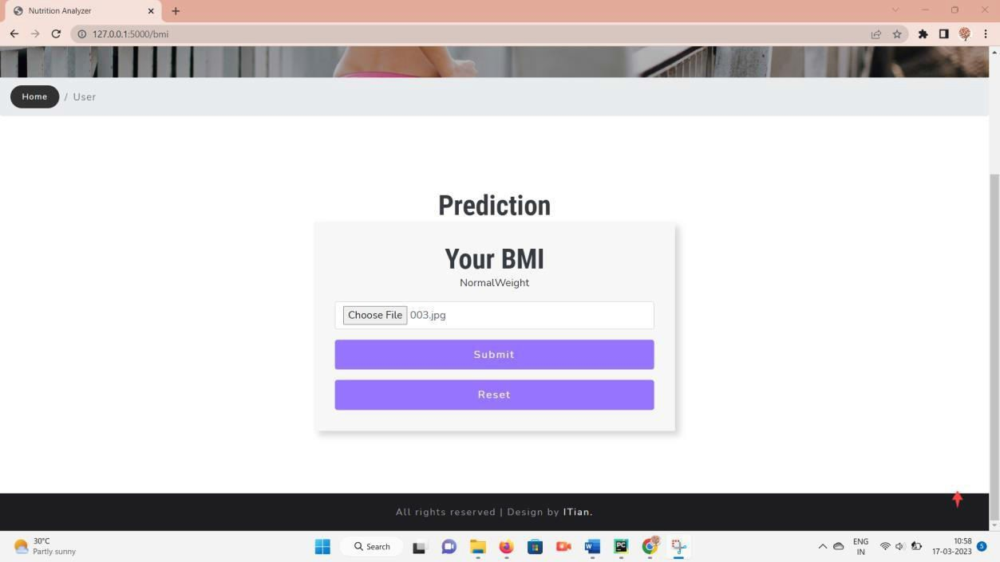 Nutrition Analyzer
127.0.0.1:5000/bmi
Home / User
Prediction
Your BMI
NormalWeight
Choose File 003.jpg
Submit
Reset
All rights reserved | Design by ITian.
30°C
Partly sunny
Search
W
PC
ENG
IN
10:58
17-03-2023
5